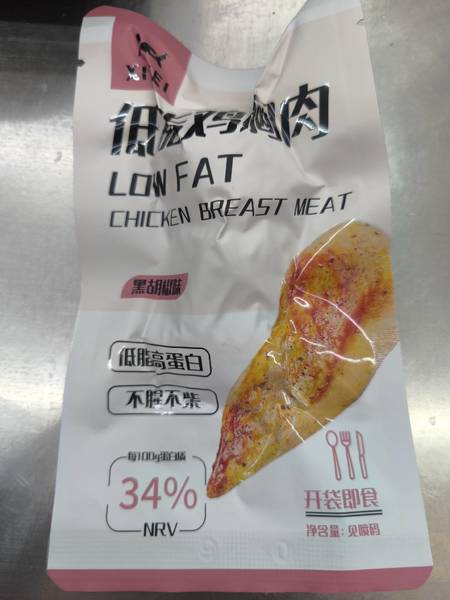 XIEI
低脂鸡胸肉
LOW FAT
CHICKEN BREAST MEAT
黑胡椒味
低脂高蛋白
不腥不柴
每100g蛋白质
34%
NRV
开袋即食
净含量：见喷码